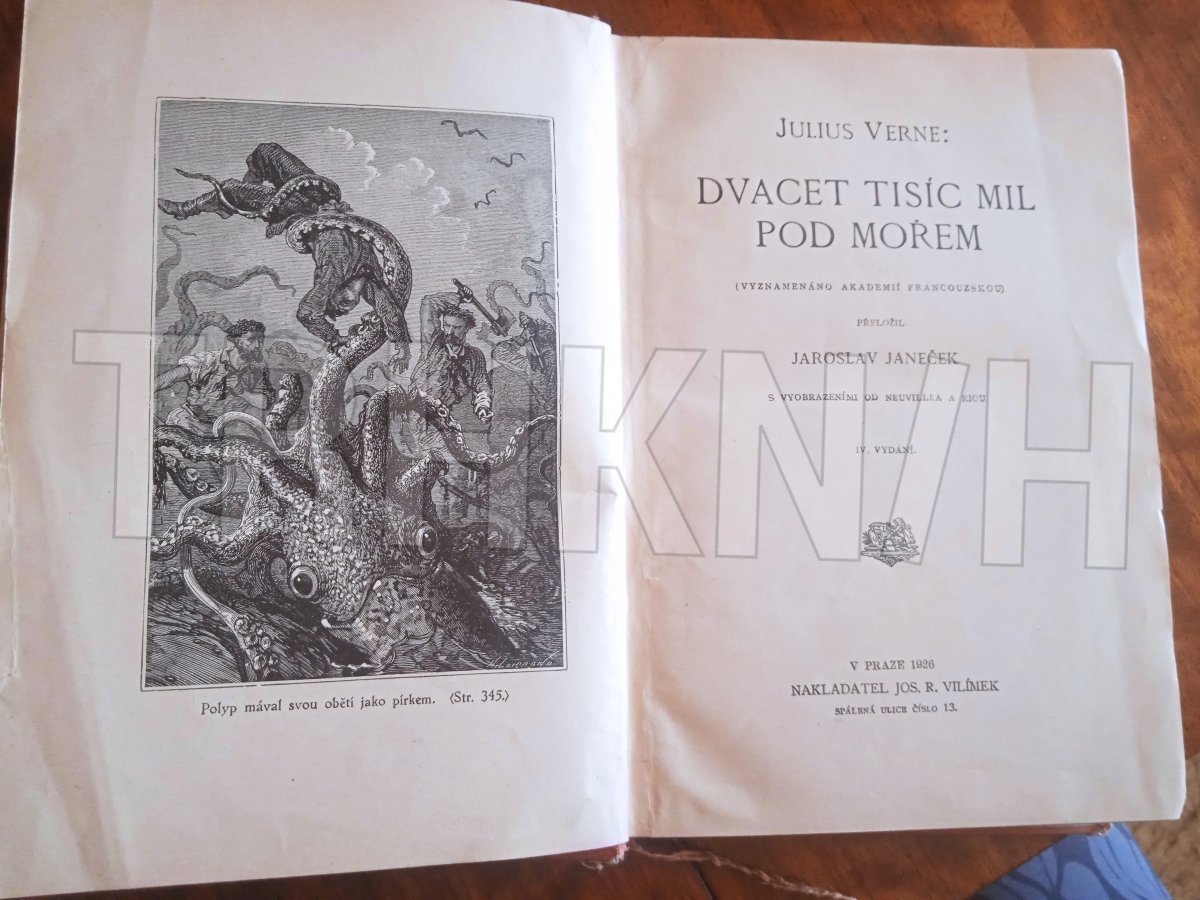 Polyp mával svou obětí jako pírkem. (Str. 345.)
JULIUS VERNE:
DVACET TISÍC MIL
POD MOŘEM
(VYZNAMENÁNO AKADEMIÍ FRANCOUZSKOU)
PŘELOŽIL
JAROSLAV JANEČEK
S VYOBRAZENÍMI OD NEUVILLEA A RIOU
IV. VYDÁNÍ.
V PRAZE 1926
NAKLADATEL JOS. R. VILÍMEK
SPÁLENÁ ULICE ČÍSLO 13.